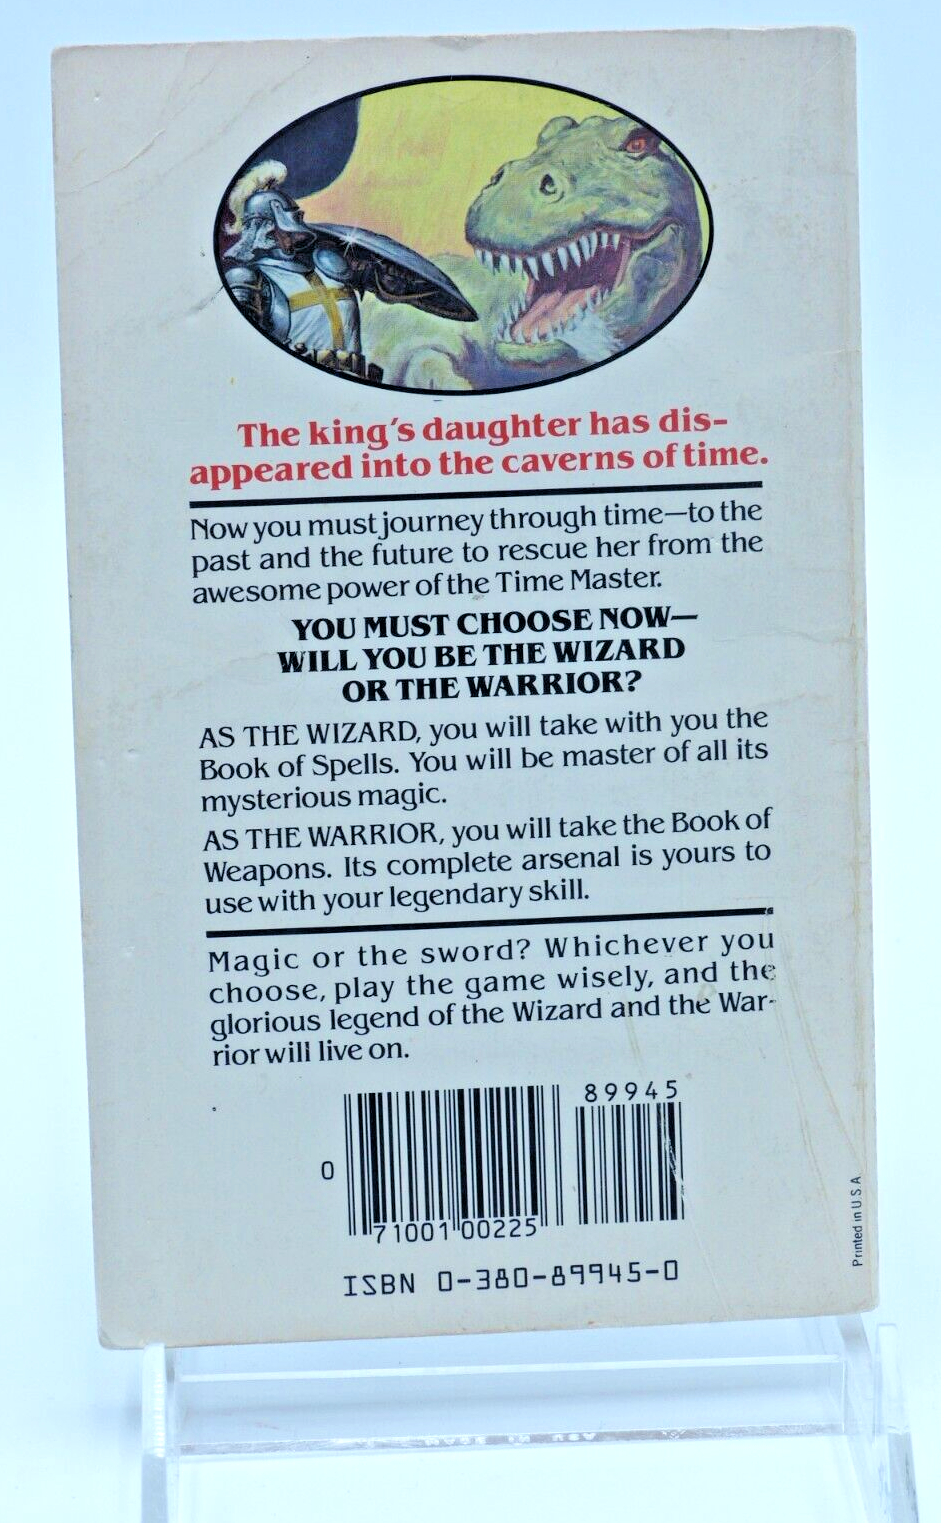 The king's daughter has dis-
appeared into the caverns of time.
Now you must journey through time—to the
past and the future to rescue her from the
awesome power of the Time Master.
YOU MUST CHOOSE NOW—
WILL YOU BE THE WIZARD
OR THE WARRIOR?
AS THE WIZARD, you will take with you the
Book of Spells. You will be master of all its
mysterious magic.
AS THE WARRIOR, you will take the Book of
Weapons. Its complete arsenal is yours to
use with your legendary skill.
Magic or the sword? Whichever you
choose, play the game wisely, and the
glorious legend of the Wizard and the War-
rior will live on.
89945
0
71001 00225
ISBN 0-380-89945-0
Printed in U S A
MADE IN USA